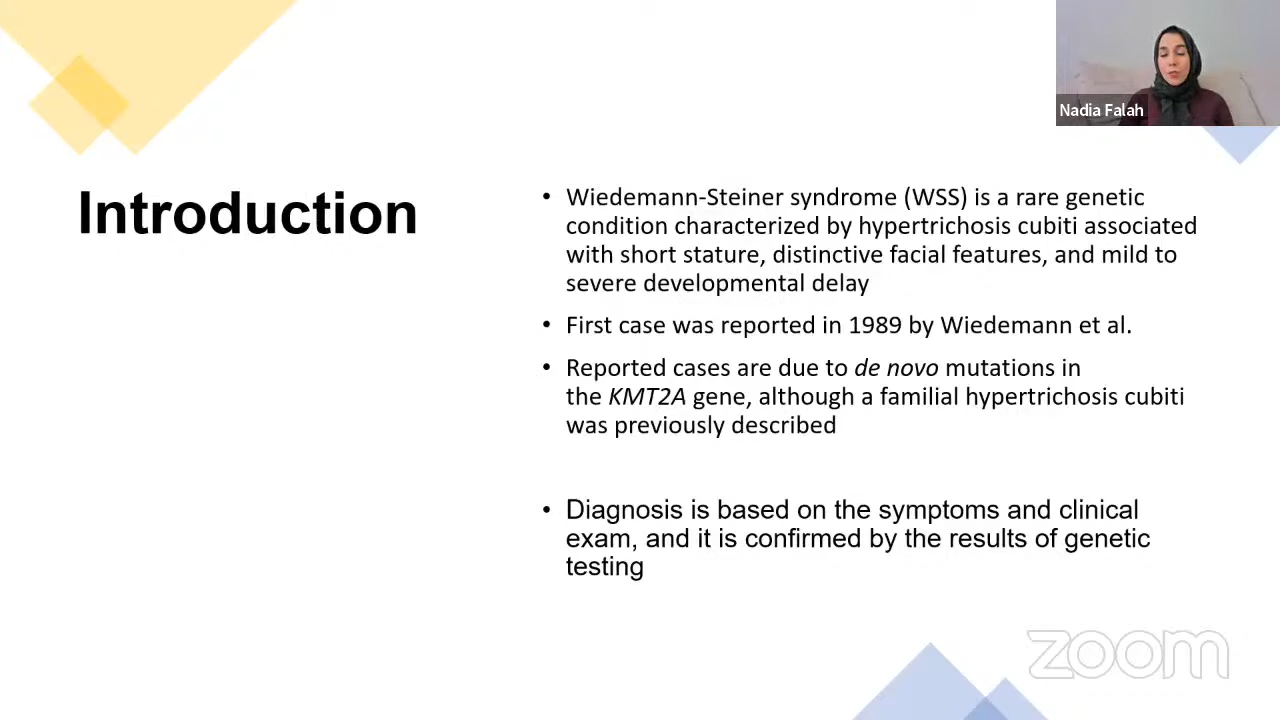 Nadia Falah
Introduction
• Wiedemann-Steiner syndrome (WSS) is a rare genetic
condition characterized by hypertrichosis cubiti associated
with short stature, distinctive facial features, and mild to
severe developmental delay
• First case was reported in 1989 by Wiedemann et al.
• Reported cases are due to de novo mutations in
the KMT2A gene, although a familial hypertrichosis cubiti
was previously described
• Diagnosis is based on the symptoms and clinical
exam, and it is confirmed by the results of genetic
testing
zoom